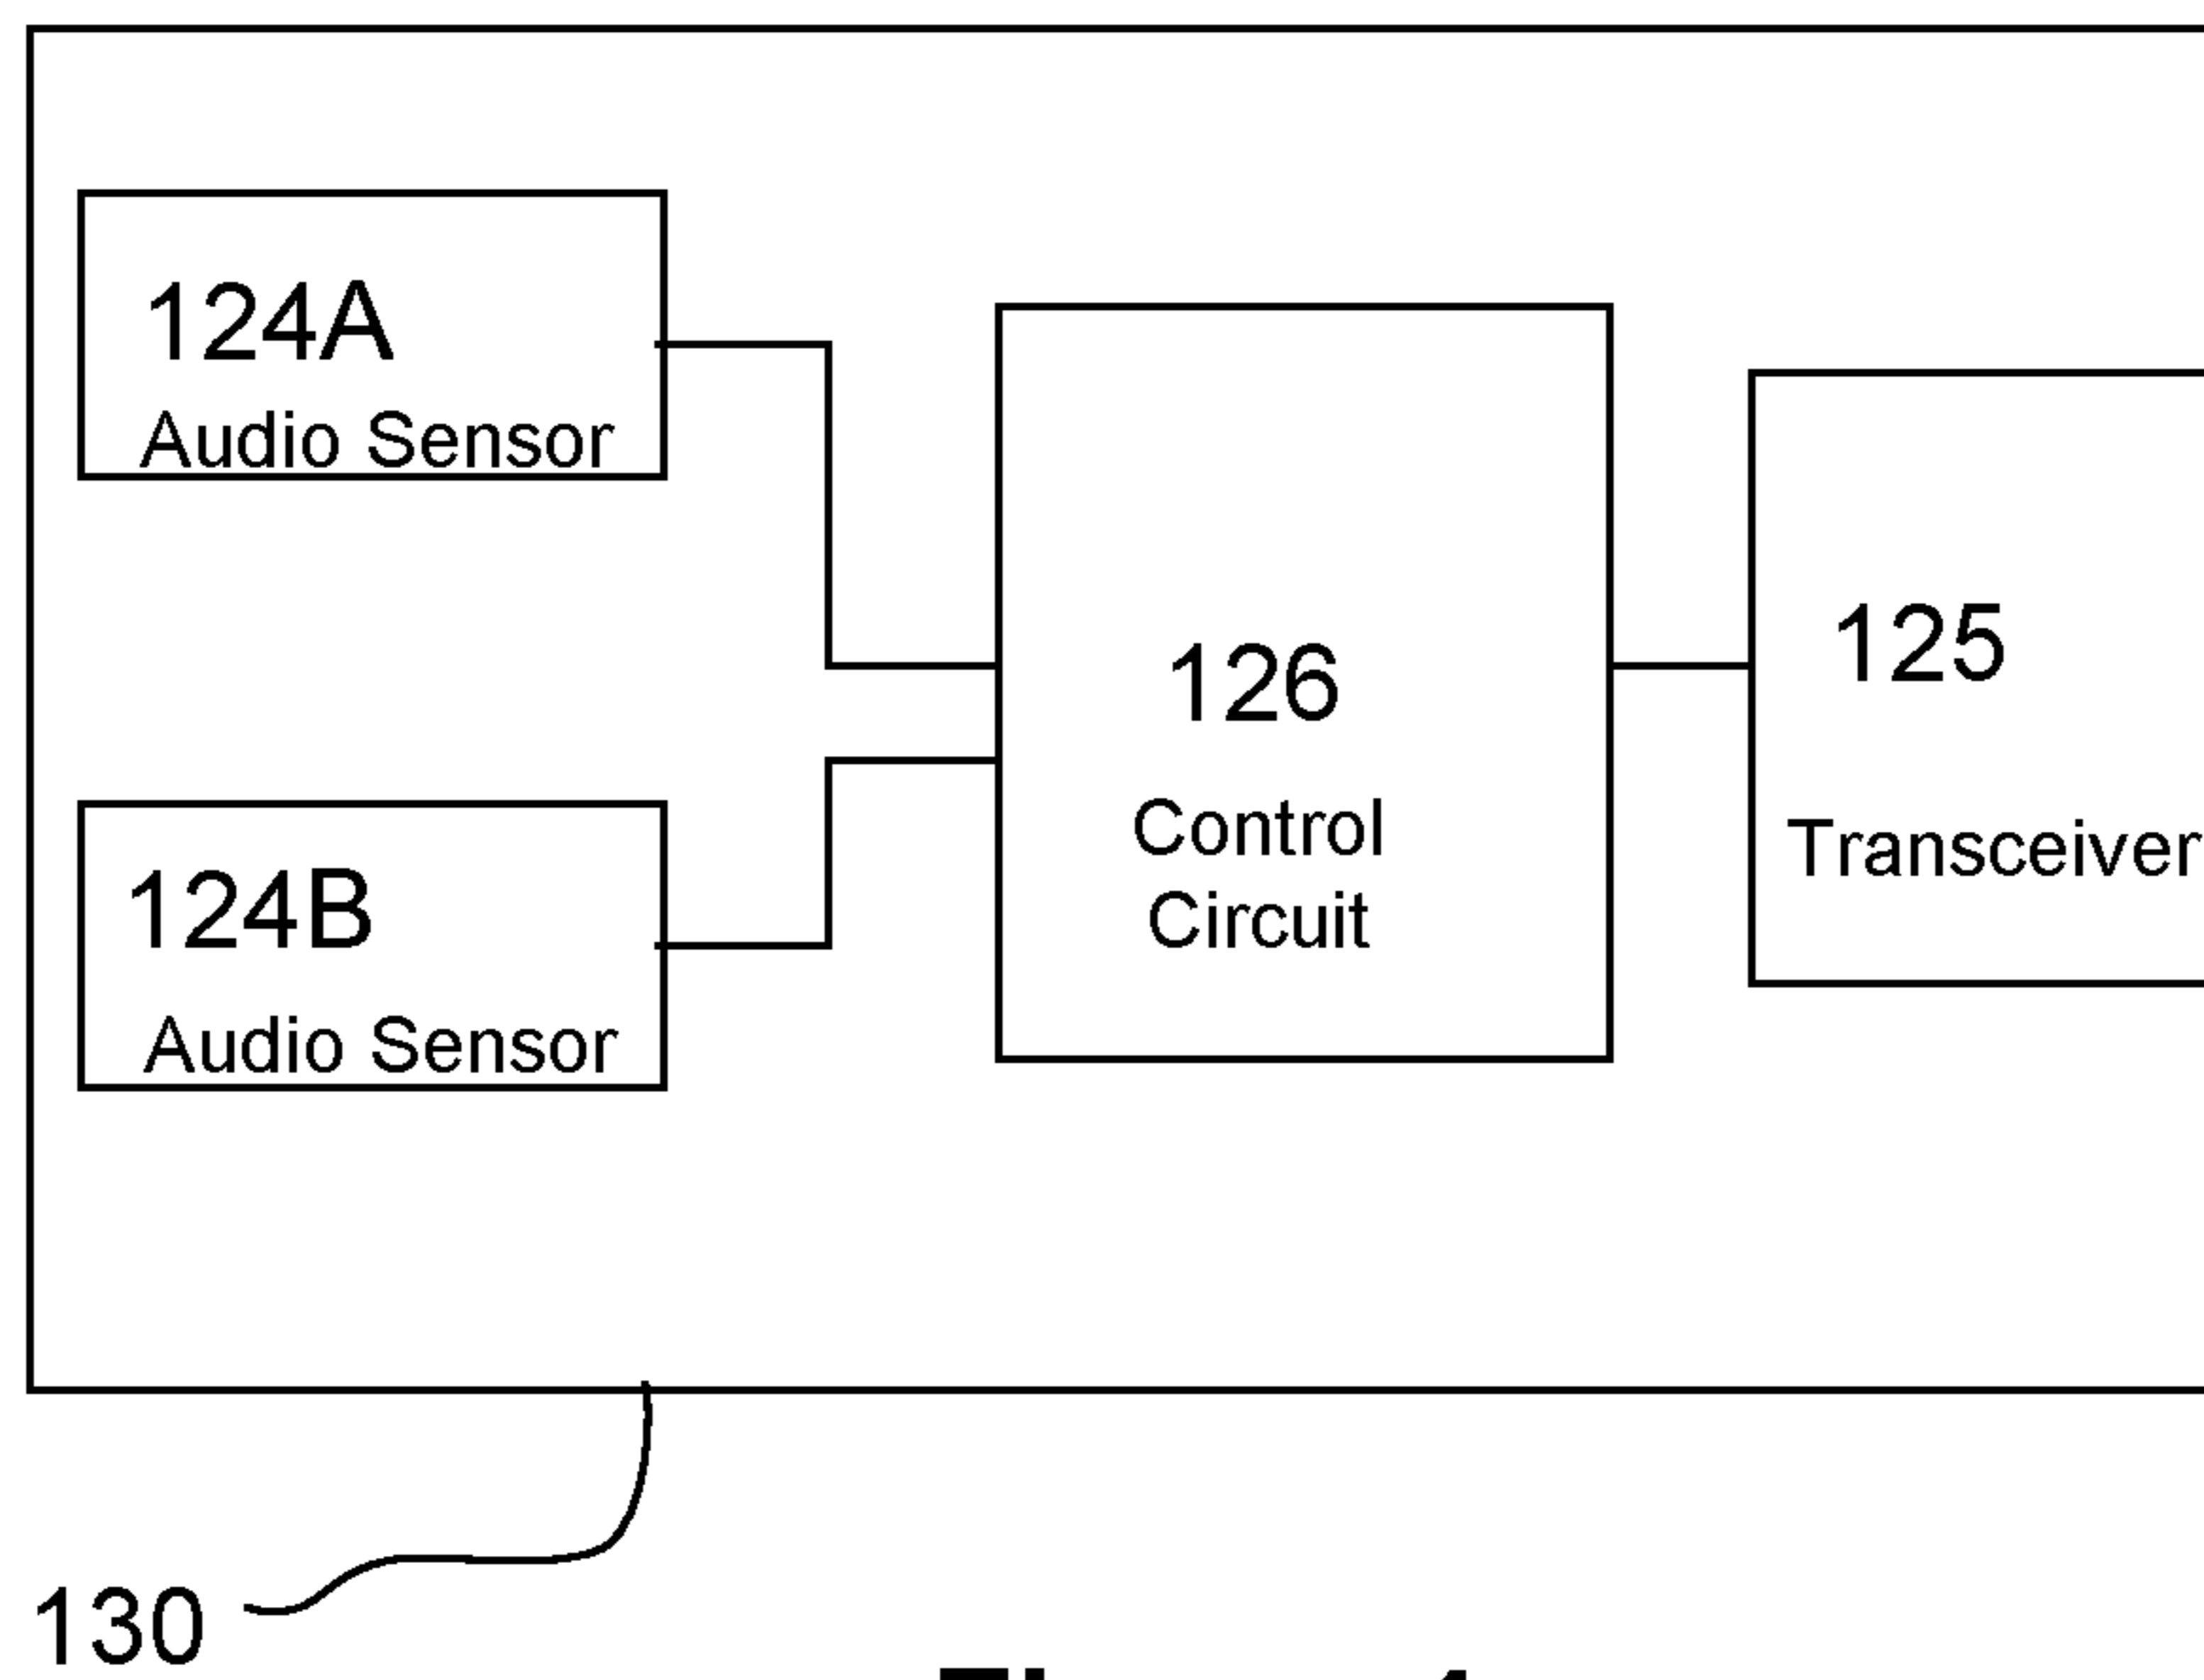 124A
Audio Sensor
126
Control
Circuit
125
Transceiver
124B
Audio Sensor
130